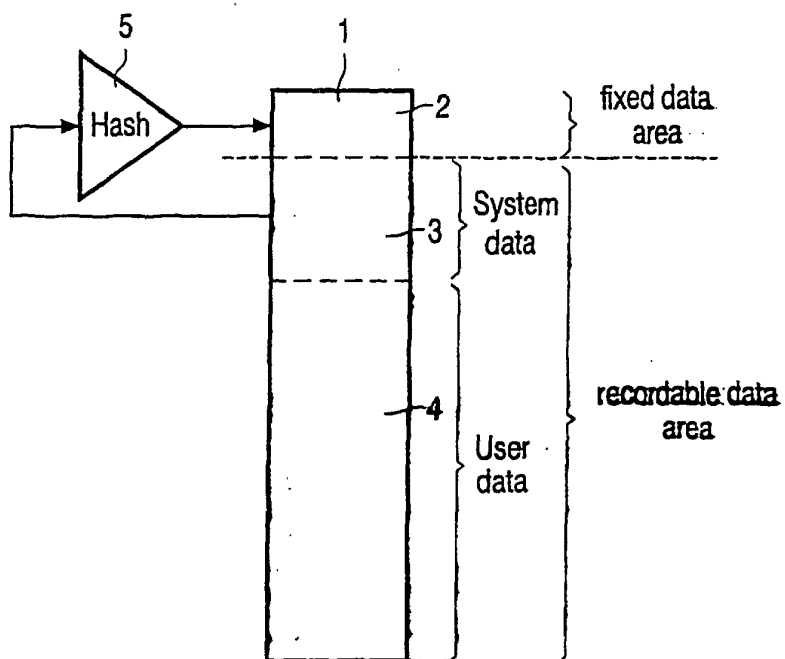 5
1
Hash
2
fixed data
area
System
data
3
4
recordable data
area
User
data